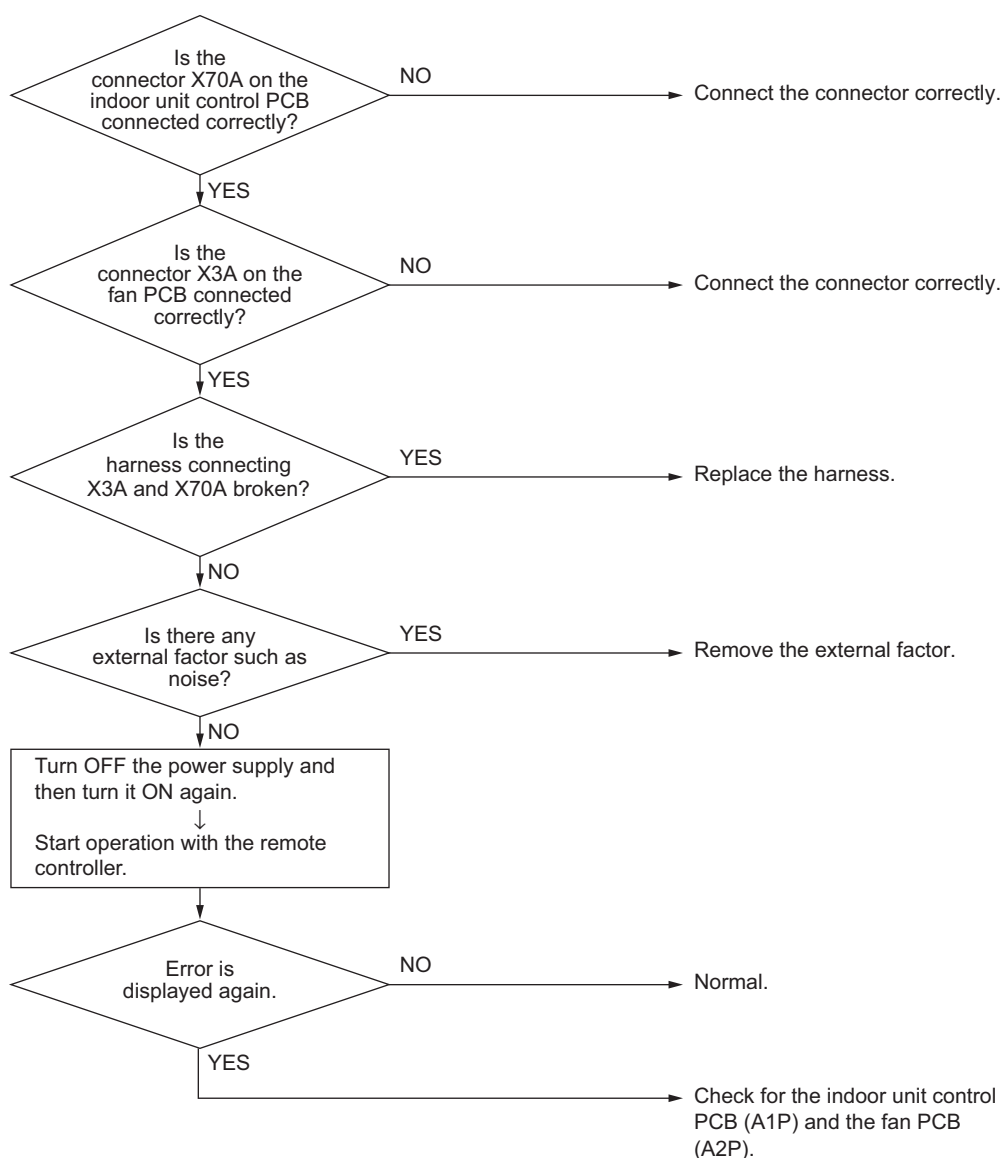 Is the
connector X70A on the
indoor unit control PCB
connected correctly?
NO
Connect the connector correctly.
YES
Is the
connector X3A on the
fan PCB connected
correctly?
NO
Connect the connector correctly.
YES
Is the
harness connecting
X3A and X70A broken?
YES
Replace the harness.
NO
Is there any
external factor such as
noise?
YES
Remove the external factor.
NO
Turn OFF the power supply and
then turn it ON again.
↓
Start operation with the remote
controller.
Error is
displayed again.
NO
Normal.
YES
Check for the indoor unit control
PCB (A1P) and the fan PCB
(A2P).